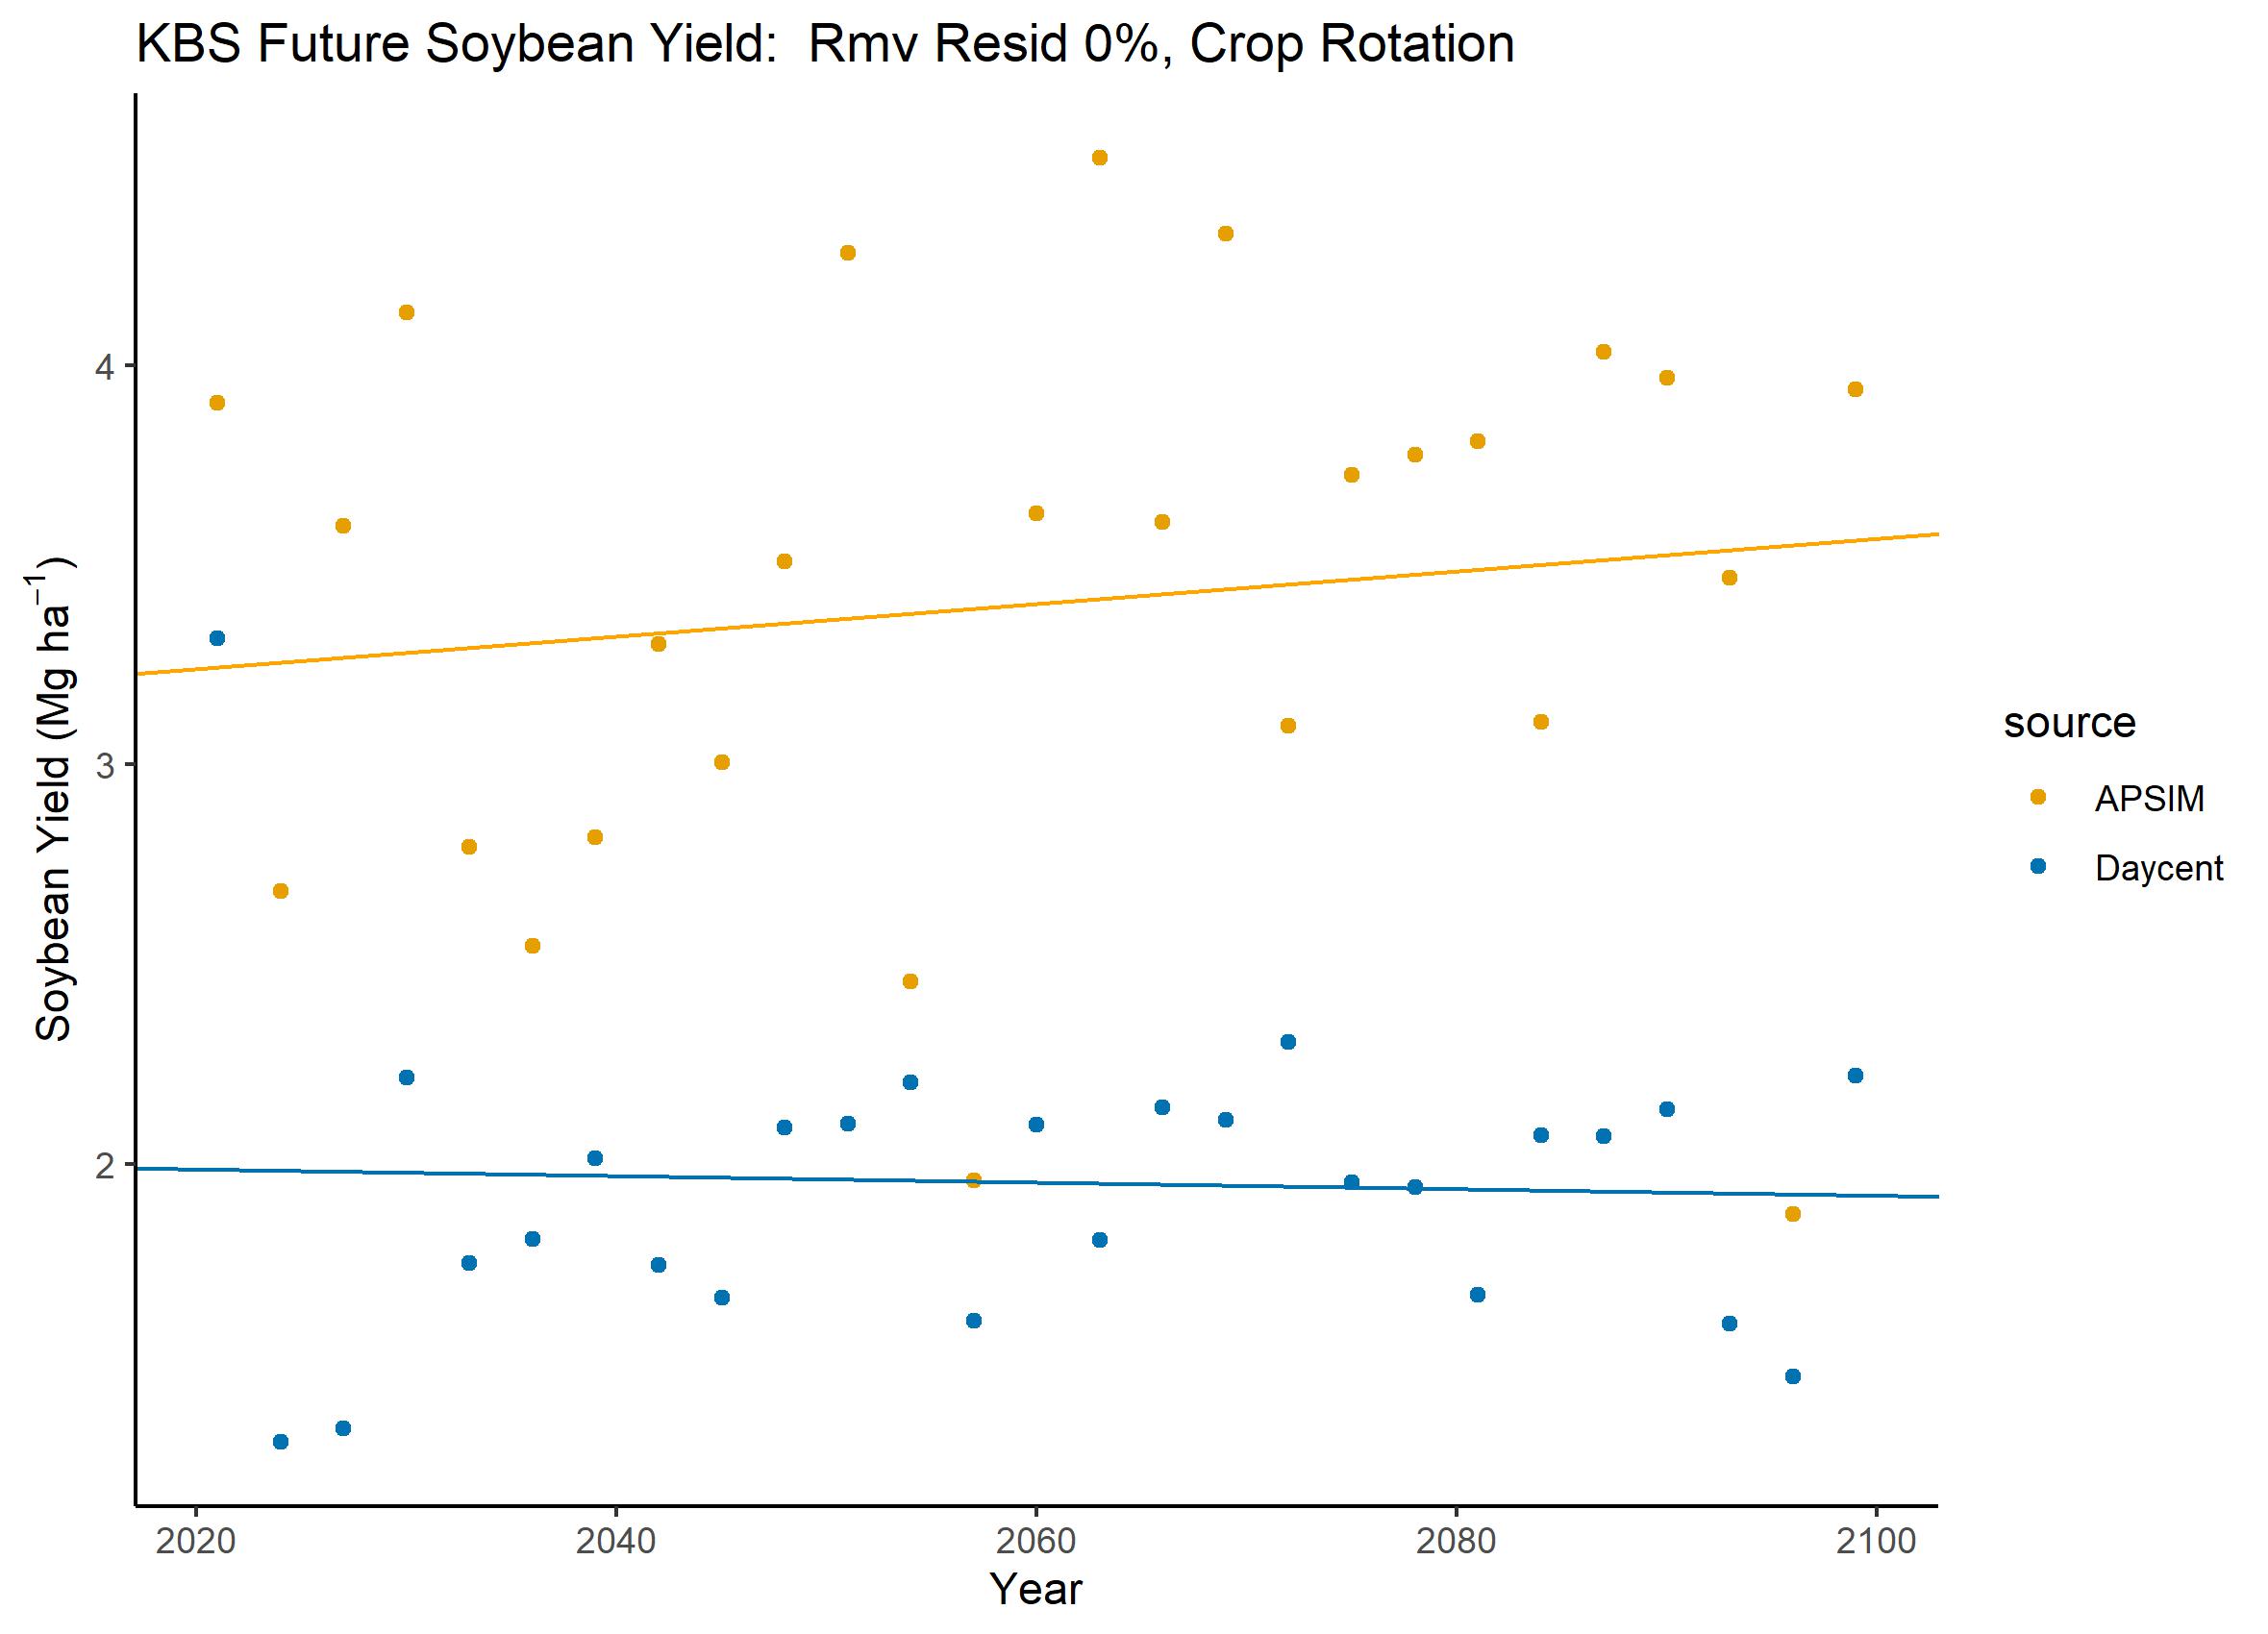 KBS Future Soybean Yield:  Rmv Resid 0%, Crop Rotation
Soybean Yield (Mg ha⁻¹)
4
3
2
2020
2040
2060
2080
2100
Year
source
APSIM
Daycent